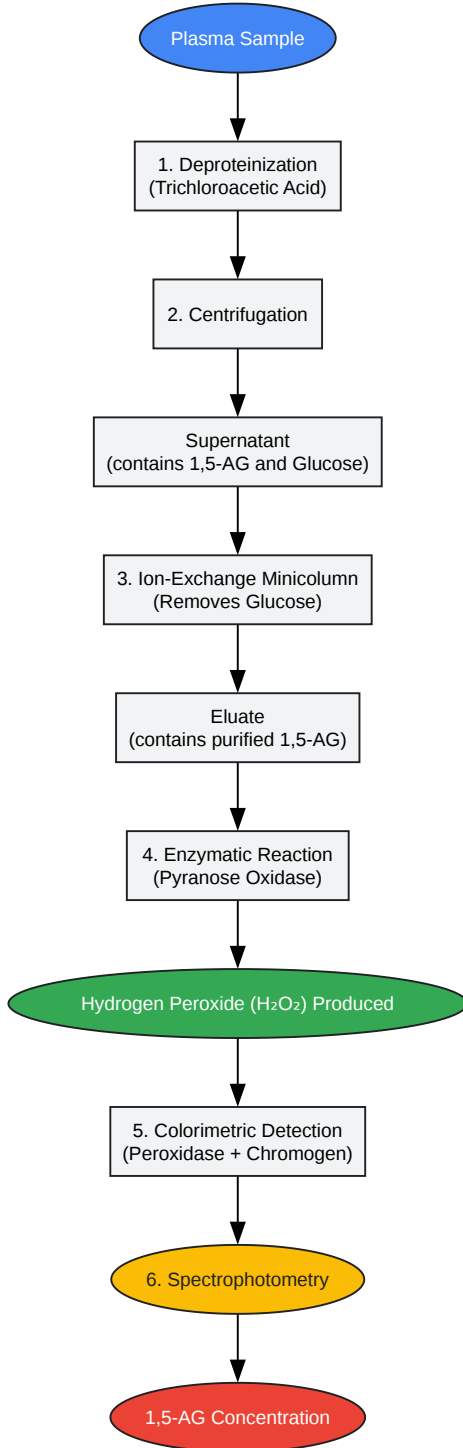 Plasma Sample
1. Deproteinization
(Trichloroacetic Acid)
2. Centrifugation
Supernatant
(contains 1,5-AG and Glucose)
3. Ion-Exchange Minicolumn
(Removes Glucose)
Eluate
(contains purified 1,5-AG)
4. Enzymatic Reaction
(Pyranose Oxidase)
Hydrogen Peroxide (H₂O₂) Produced
5. Colorimetric Detection
(Peroxidase + Chromogen)
6. Spectrophotometry
1,5-AG Concentration